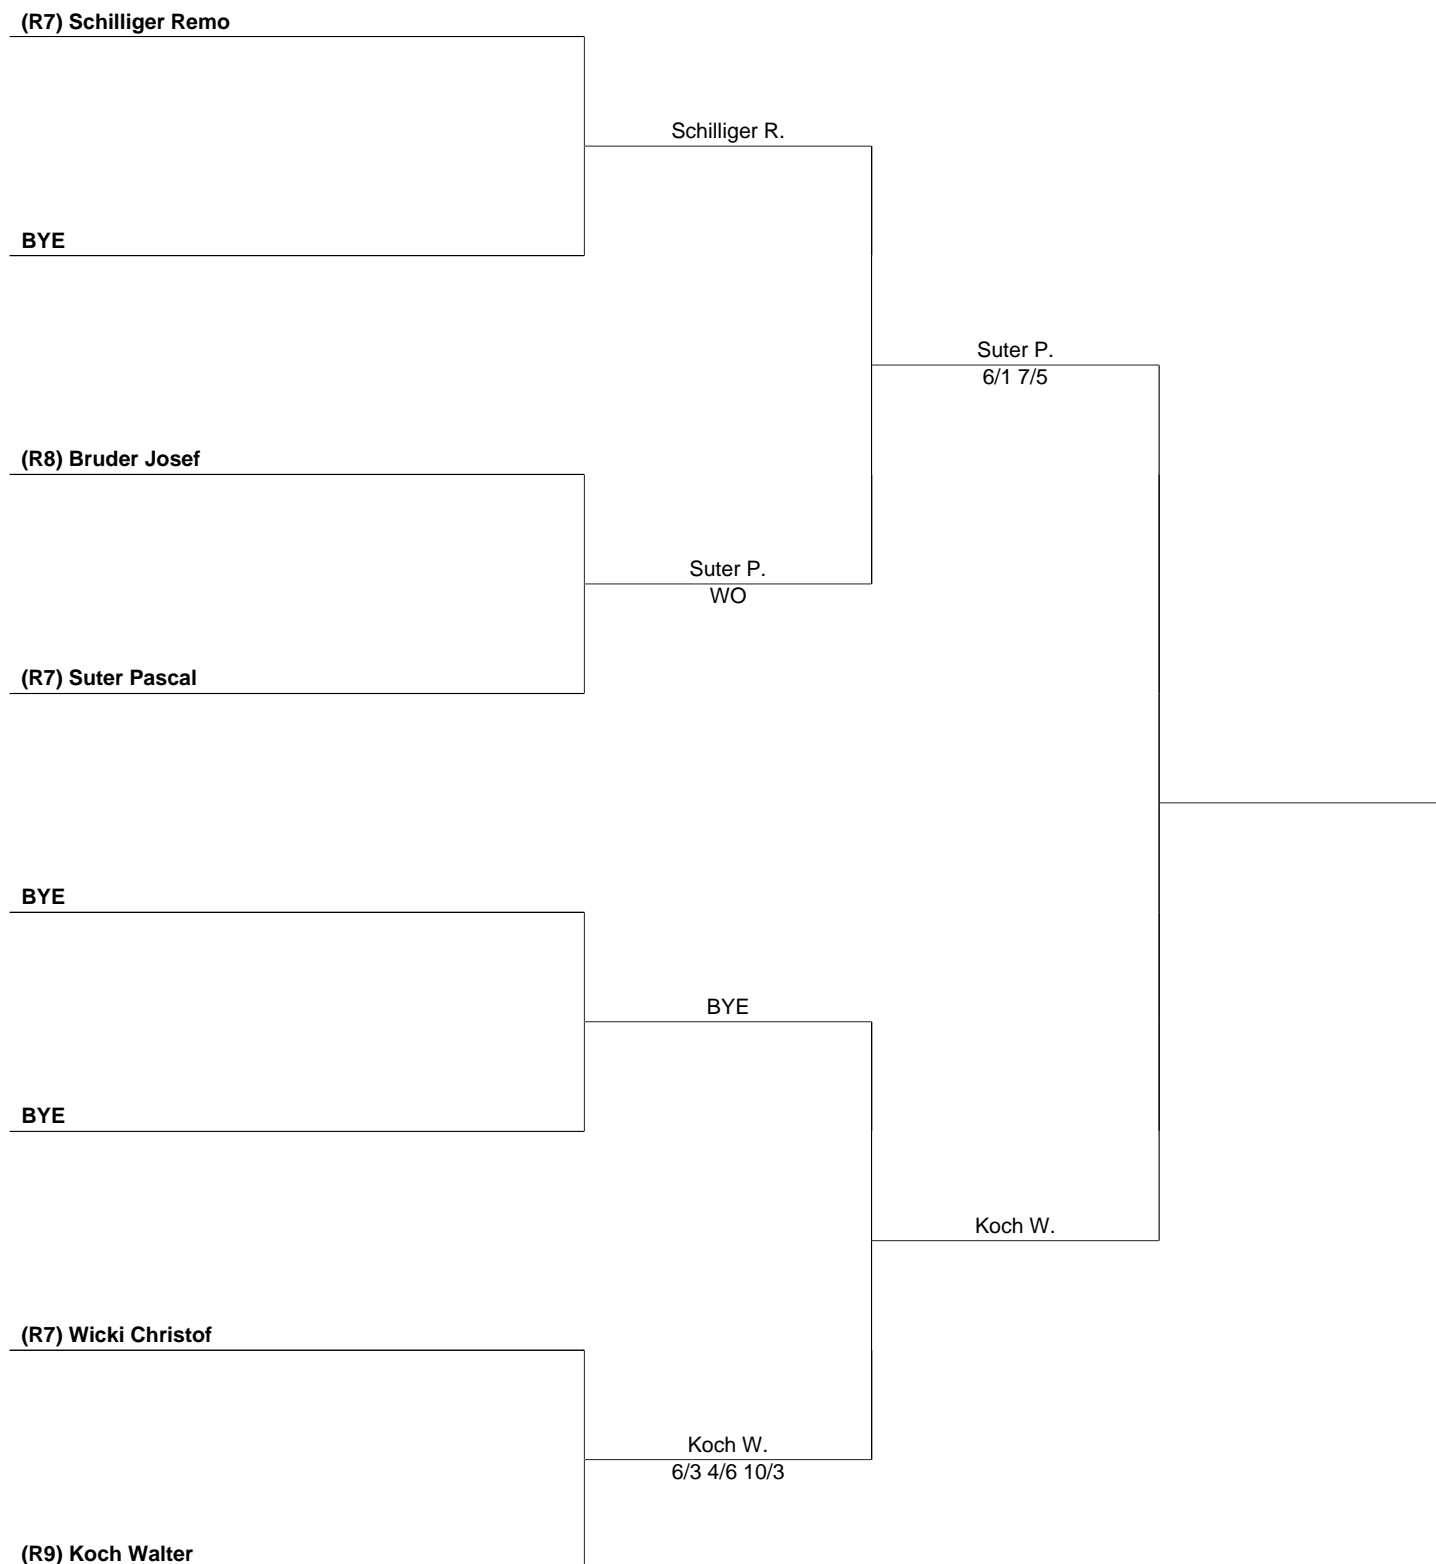 (R7) Schilliger Remo
Schilliger R.
BYE
Suter P.
6/1 7/5
(R8) Bruder Josef
Suter P.
WO
(R7) Suter Pascal
BYE
BYE
BYE
Koch W.
(R7) Wicki Christof
Koch W.
6/3 4/6 10/3
(R9) Koch Walter